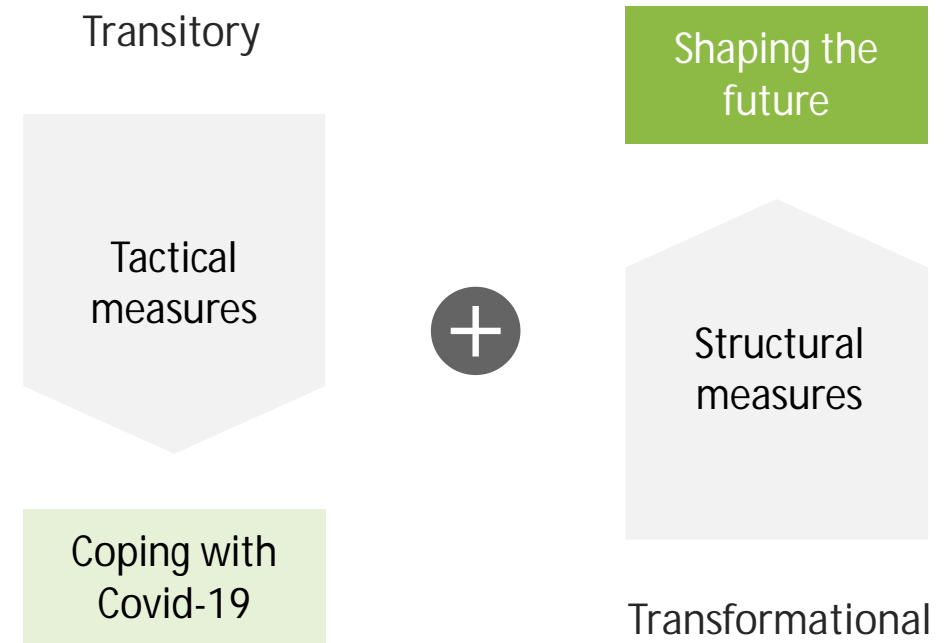 Transitory
Tactical
measures
Coping with
Covid-19
+
Shaping the
future
Structural
measures
Transformational